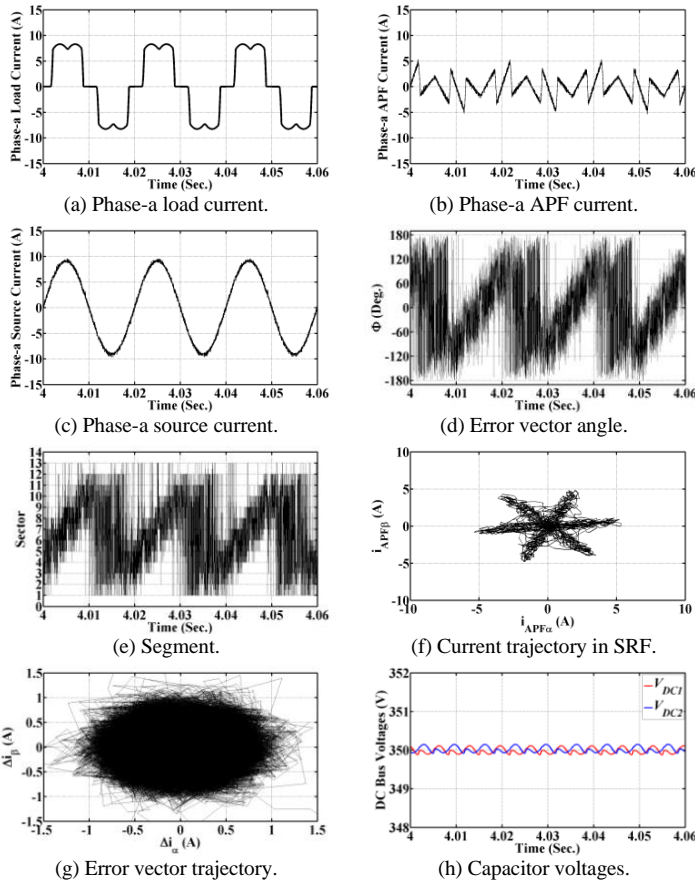 Phase-a Load Current (A)
15
10
5
0
-5
-10
-15
4 4.01 4.02 4.03 4.04 4.05 4.06
Time (Sec.)
(a) Phase-a load current.
Phase-a APF Current (A)
15
10
5
0
-5
-10
-15
4 4.01 4.02 4.03 4.04 4.05 4.06
Time (Sec.)
(b) Phase-a APF current.
Phase-a Source Current (A)
15
10
5
0
-5
-10
-15
4 4.01 4.02 4.03 4.04 4.05 4.06
Time (Sec.)
(c) Phase-a source current.
Φ (Deg.)
180
120
60
0
-60
-120
-180
4 4.01 4.02 4.03 4.04 4.05 4.06
Time (Sec.)
(d) Error vector angle.
Sector
14
13
12
11
10
9
8
7
6
5
4
3
2
1
0
4 4.01 4.02 4.03 4.04 4.05 4.06
Time (Sec.)
(e) Segment.
i_APFβ (A)
10
5
0
-5
-10
-10 -5 0 5 10
i_APFα (A)
(f) Current trajectory in SRF.
Δi_β (A)
1.5
1
0.5
0
-0.5
-1
-1.5
-1.5 -1 -0.5 0 0.5 1 1.5
Δi_α (A)
(g) Error vector trajectory.
DC Bus Voltages (V)
352
351
350
349
348
V_DC1
V_DC2
4 4.01 4.02 4.03 4.04 4.05 4.06
Time (Sec.)
(h) Capacitor voltages.